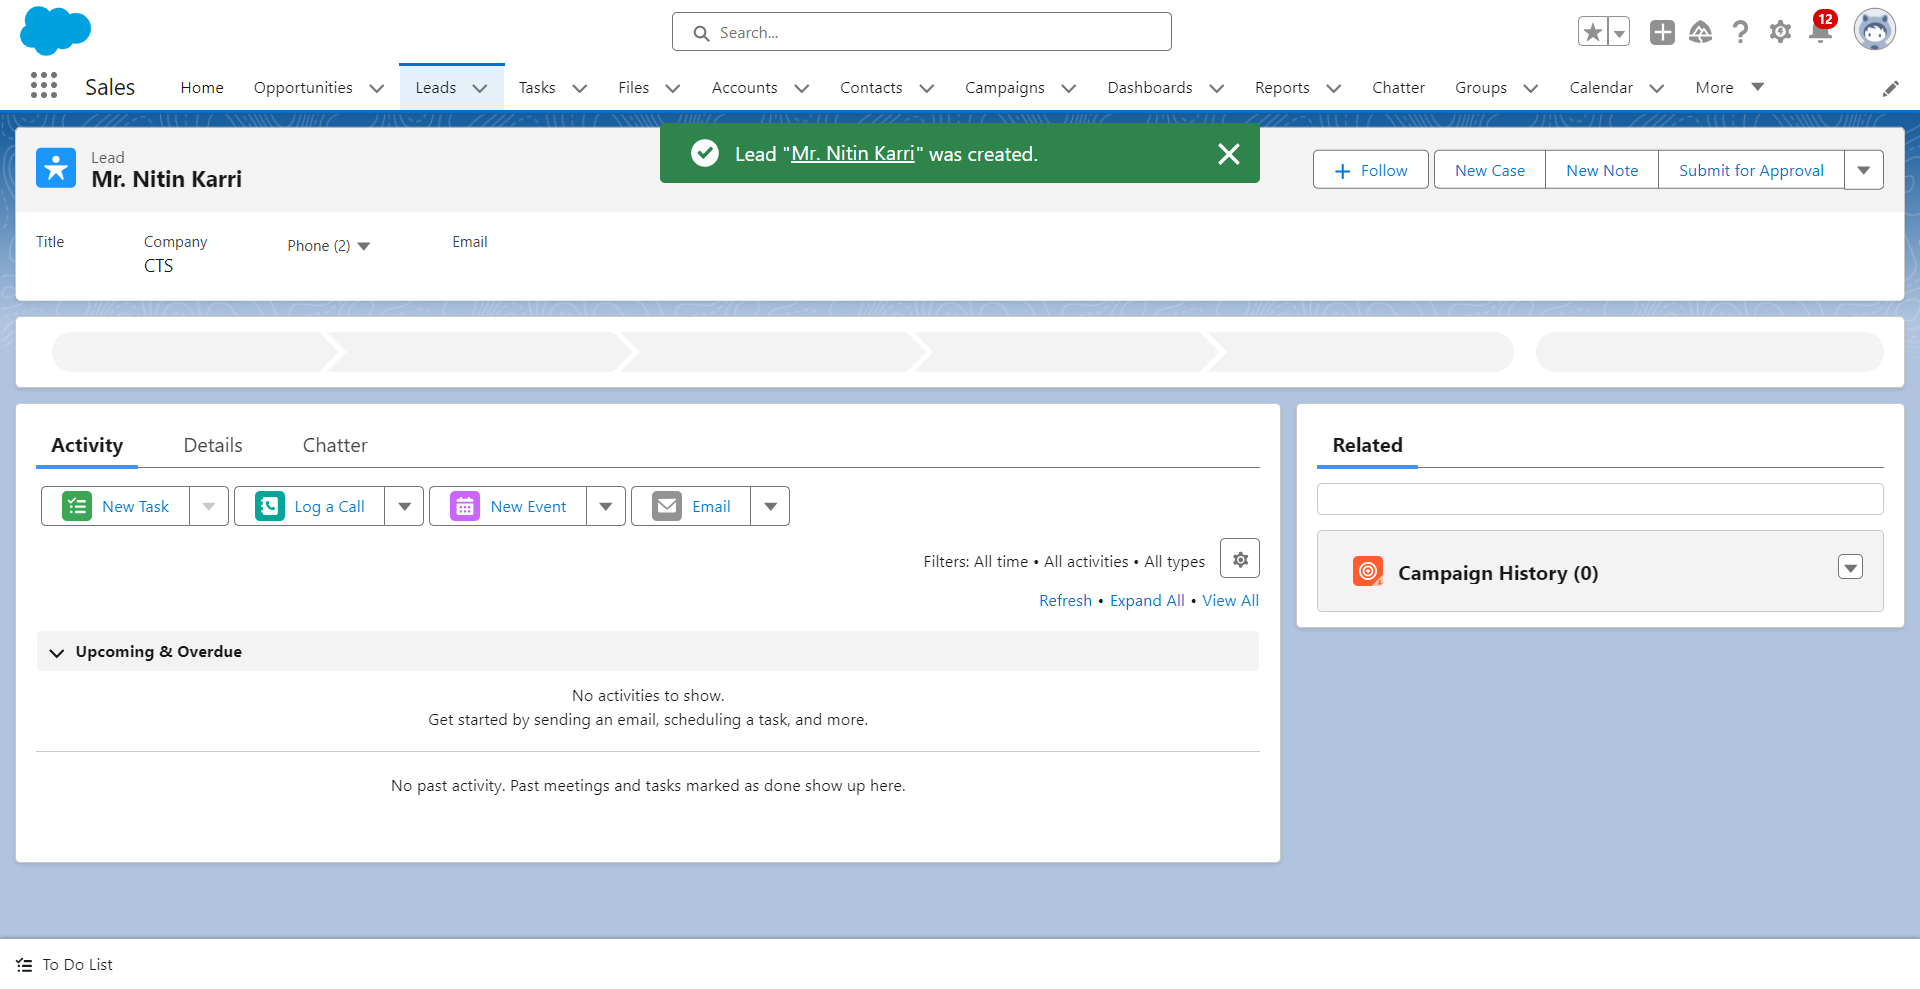 Search...
12
Sales
Home
Opportunities
Leads
Tasks
Files
Accounts
Contacts
Campaigns
Dashboards
Reports
Chatter
Groups
Calendar
More
Lead
Mr. Nitin Karri
Lead "Mr. Nitin Karri" was created.
Follow
New Case
New Note
Submit for Approval
Title
Company
Phone (2)
Email
CTS
Activity
Details
Chatter
Related
New Task
Log a Call
New Event
Email
Filters: All time • All activities • All types
Refresh • Expand All • View All
Campaign History (0)
Upcoming & Overdue
No activities to show.
Get started by sending an email, scheduling a task, and more.
No past activity. Past meetings and tasks marked as done show up here.
To Do List